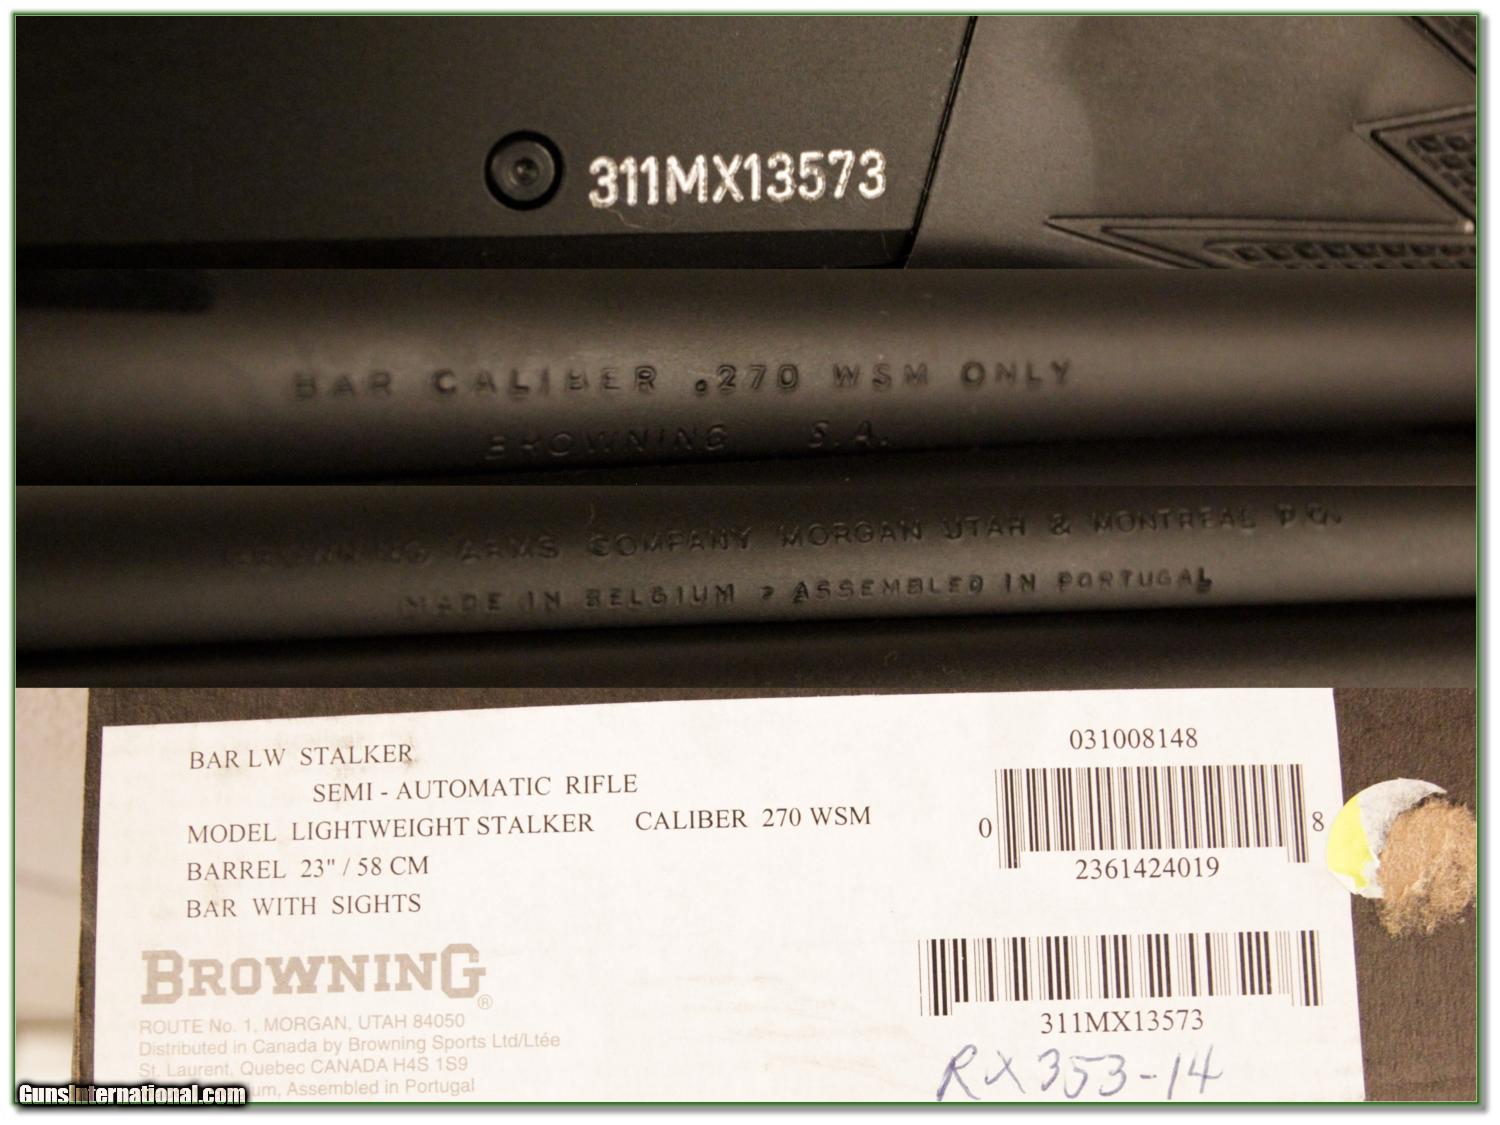 311MX13573
BAR CALIBER .270 WSM ONLY
BROWNING S.A.
BROWNING ARMS COMPANY MORGAN UTAH & MONTREAL P.Q.
MADE IN BELGIUM ASSEMBLED IN PORTUGAL
BAR LW STALKER
SEMI - AUTOMATIC RIFLE
MODEL LIGHTWEIGHT STALKER CALIBER 270 WSM
BARREL 23" / 58 CM
BAR WITH SIGHTS
031008148
0 8
2361424019
BROWNING®
ROUTE No. 1, MORGAN, UTAH 84050
Distributed in Canada by Browning Sports Ltd/Ltée
St. Laurent, Quebec CANADA H4S 1S9
Assembled in Portugal
311MX13573
RX353-14
GunsInternational.com